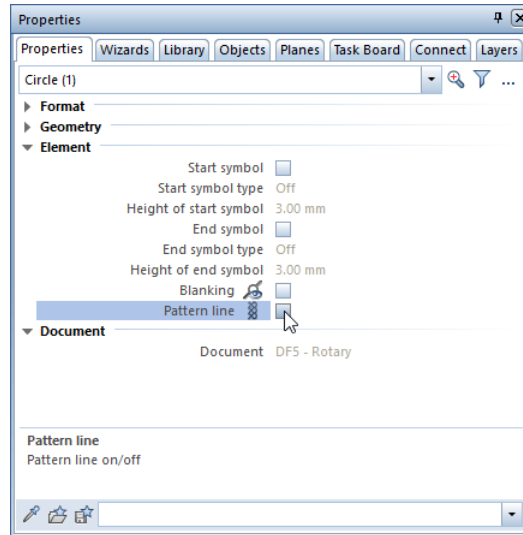 Properties
Properties Wizards Library Objects Planes Task Board Connect Layers
Circle (1)
...
Format
Geometry
Element
Start symbol
Start symbol type Off
Height of start symbol 3.00 mm
End symbol
End symbol type Off
Height of end symbol 3.00 mm
Blanking
Pattern line
Document
Document DF5 - Rotary
Pattern line
Pattern line on/off